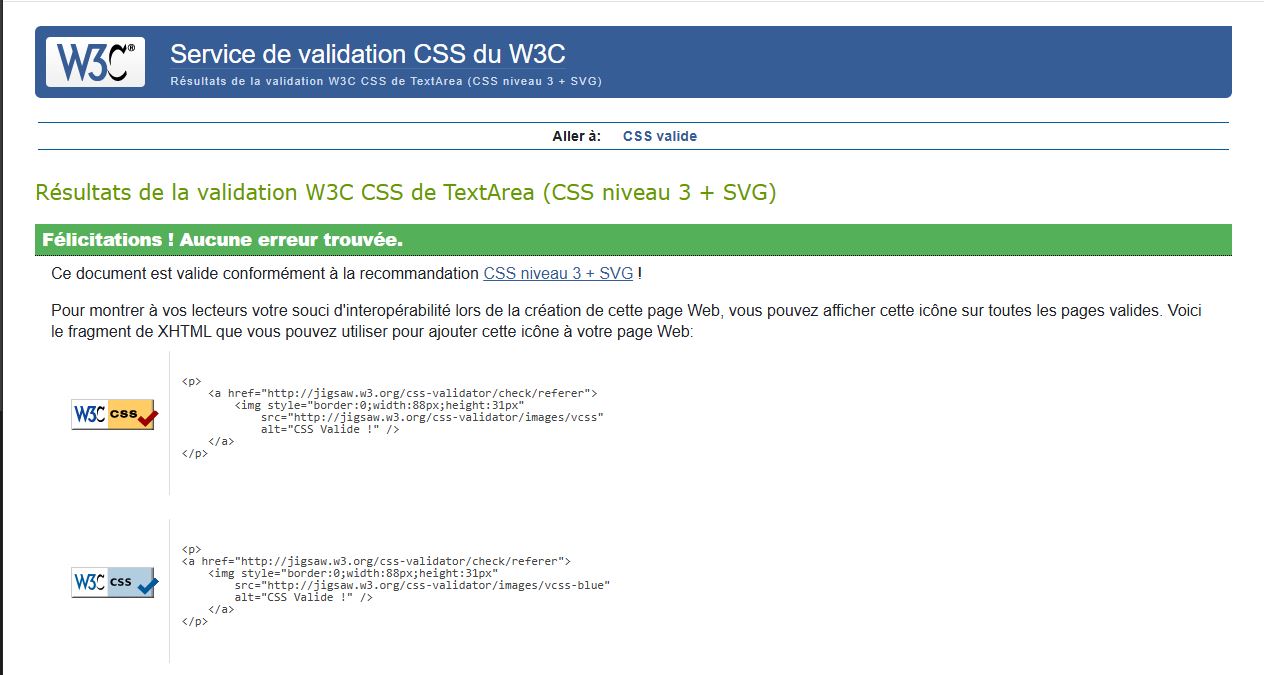 W3C®
Service de validation CSS du W3C
Résultats de la validation W3C CSS de TextArea (CSS niveau 3 + SVG)
Aller à: CSS valide
Résultats de la validation W3C CSS de TextArea (CSS niveau 3 + SVG)
Félicitations ! Aucune erreur trouvée.
Ce document est valide conformément à la recommandation CSS niveau 3 + SVG !
Pour montrer à vos lecteurs votre souci d'interopérabilité lors de la création de cette page Web, vous pouvez afficher cette icône sur toutes les pages valides. Voici
le fragment de XHTML que vous pouvez utiliser pour ajouter cette icône à votre page Web:
W3C css
<p>
    <a href="http://jigsaw.w3.org/css-validator/check/referer">
        <img style="border:0;width:88px;height:31px"
            src="http://jigsaw.w3.org/css-validator/images/vcss"
            alt="CSS Valide !" />
    </a>
</p>
W3C css
<p>
<a href="http://jigsaw.w3.org/css-validator/check/referer">
    <img style="border:0;width:88px;height:31px"
        src="http://jigsaw.w3.org/css-validator/images/vcss-blue"
        alt="CSS Valide !" />
    </a>
</p>